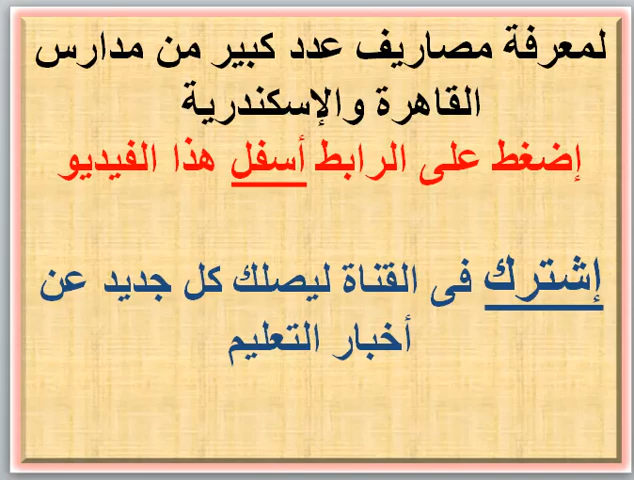 لمعرفة مصاريف عدد كبير من مدارس
القاهرة والإسكندرية
إضغط على الرابط أسفل هذا الفيديو
إشترك فى القناة ليصلك كل جديد عن
أخبار التعليم